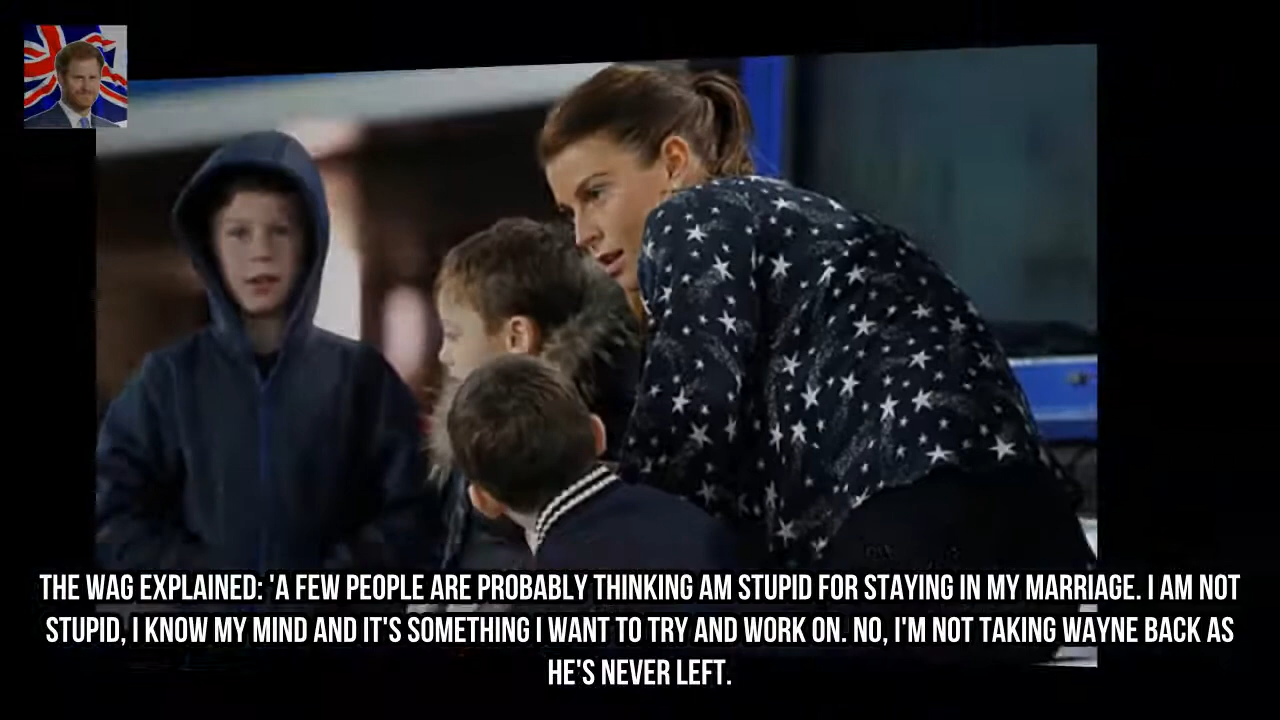 THE WAG EXPLAINED: 'A FEW PEOPLE ARE PROBABLY THINKING AM STUPID FOR STAYING IN MY MARRIAGE. I AM NOT
STUPID, I KNOW MY MIND AND IT'S SOMETHING I WANT TO TRY AND WORK ON. NO, I'M NOT TAKING WAYNE BACK AS
HE'S NEVER LEFT.